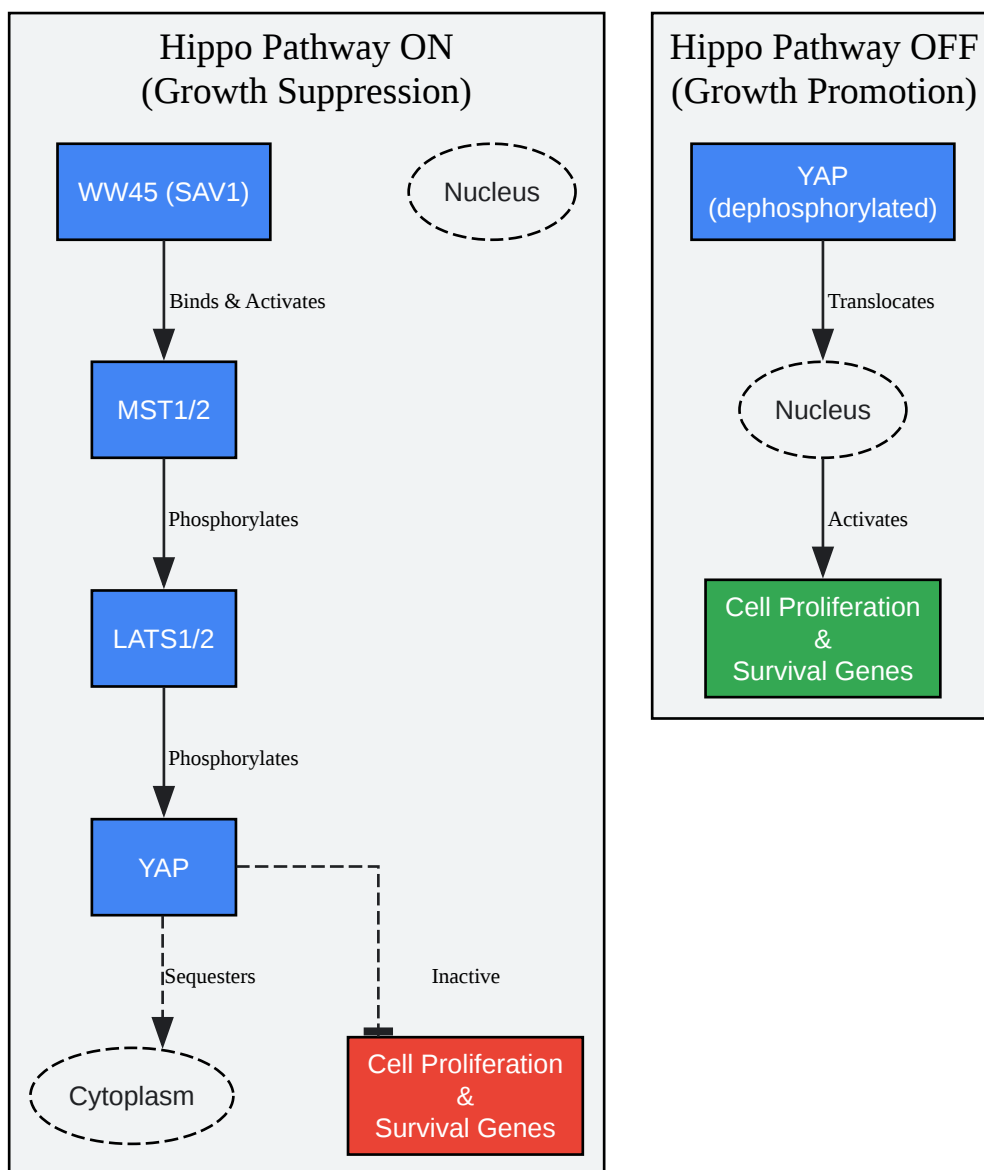 Hippo Pathway ON
(Growth Suppression)
WW45 (SAV1)
Nucleus
Binds & Activates
MST1/2
Phosphorylates
LATS1/2
Phosphorylates
YAP
Sequesters
Inactive
Cytoplasm
Cell Proliferation
&
Survival Genes
Hippo Pathway OFF
(Growth Promotion)
YAP
(dephosphorylated)
Translocates
Nucleus
Activates
Cell Proliferation
&
Survival Genes